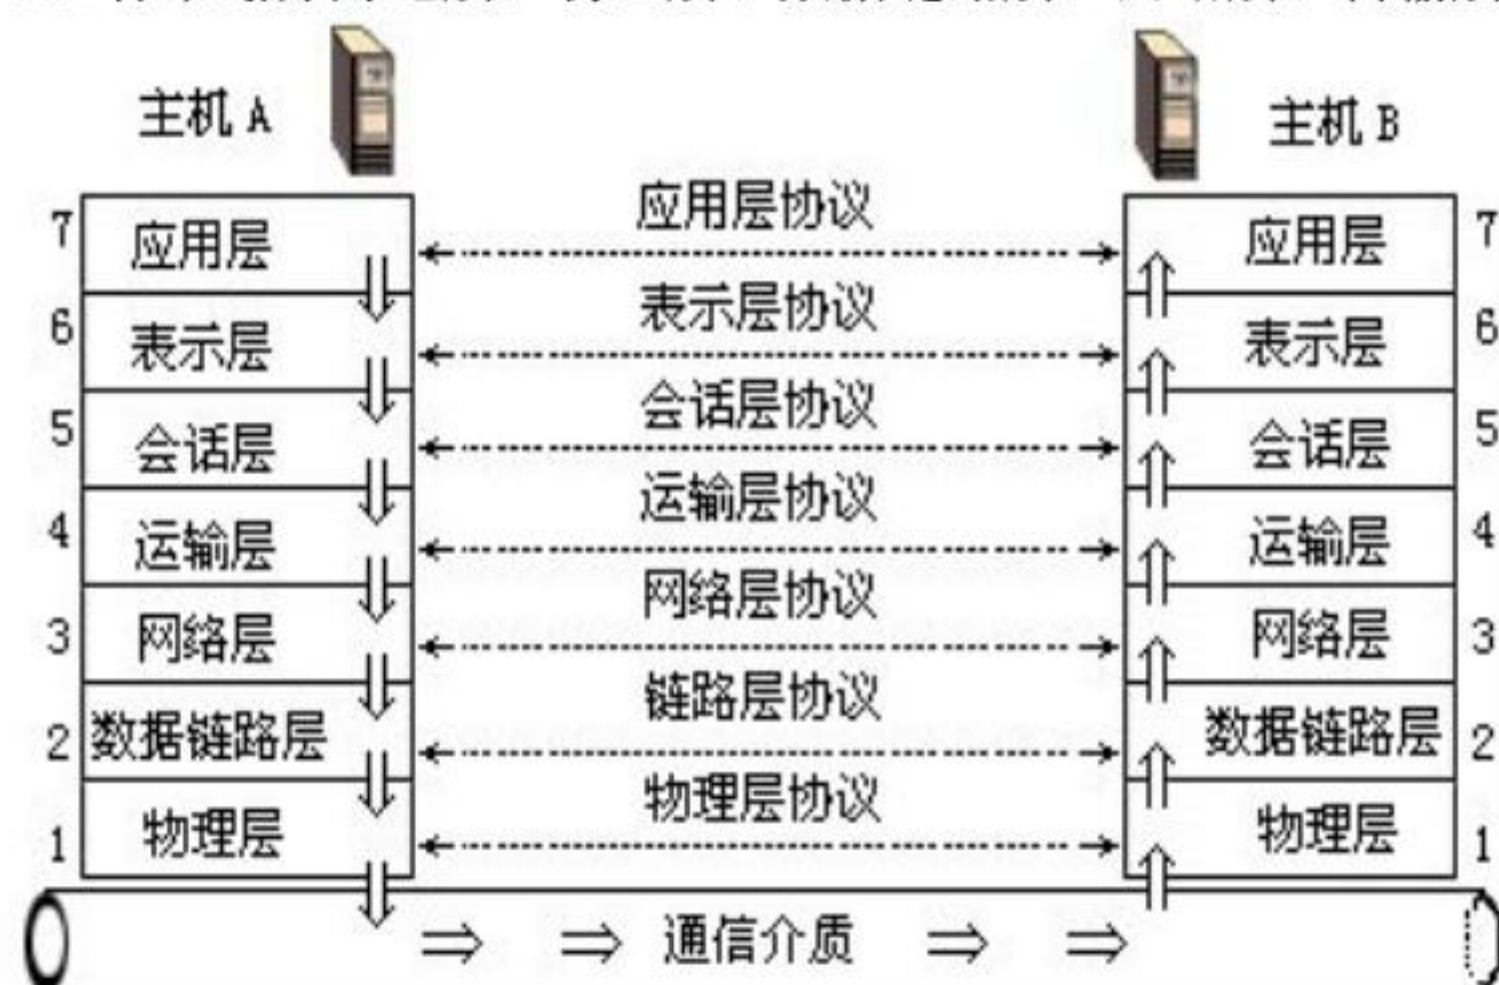 主机 A 主机 B
应用层协议
7 应用层 应用层 7
表示层协议
6 表示层 表示层 6
会话层协议
5 会话层 会话层 5
运输层协议
4 运输层 运输层 4
网络层协议
3 网络层 网络层 3
链路层协议
2 数据链路层 数据链路层 2
物理层协议
1 物理层 物理层 1
通信介质